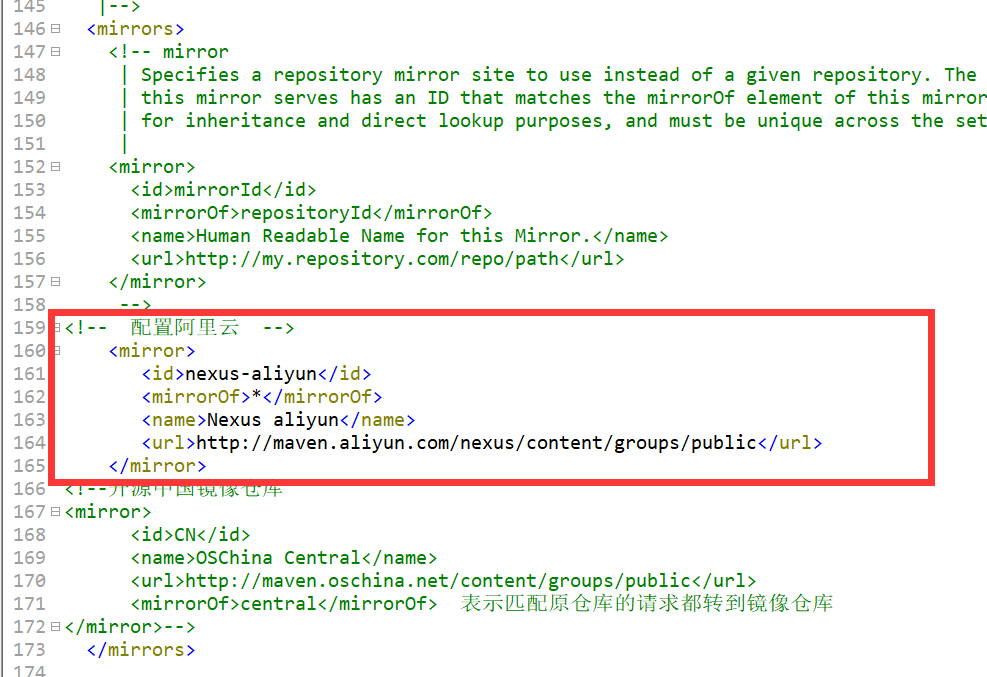 145 |-->
146 <mirrors>
147 <!-- mirror
148 | Specifies a repository mirror site to use instead of a given repository. The
149 | this mirror serves has an ID that matches the mirrorOf element of this mirror
150 | for inheritance and direct lookup purposes, and must be unique across the set
151 |
152 <mirror>
153 <id>mirrorId</id>
154 <mirrorOf>repositoryId</mirrorOf>
155 <name>Human Readable Name for this Mirror.</name>
156 <url>http://my.repository.com/repo/path</url>
157 </mirror>
158 -->
159 <!-- 配置阿里云 -->
160 <mirror>
161 <id>nexus-aliyun</id>
162 <mirrorOf>*</mirrorOf>
163 <name>Nexus aliyun</name>
164 <url>http://maven.aliyun.com/nexus/content/groups/public</url>
165 </mirror>
166 <!--开源中国镜像仓库
167 <mirror>
168 <id>CN</id>
169 <name>OSChina Central</name>
170 <url>http://maven.oschina.net/content/groups/public</url>
171 <mirrorOf>central</mirrorOf> 表示匹配原仓库的请求都转到镜像仓库
172 </mirror>-->
173 </mirrors>
174